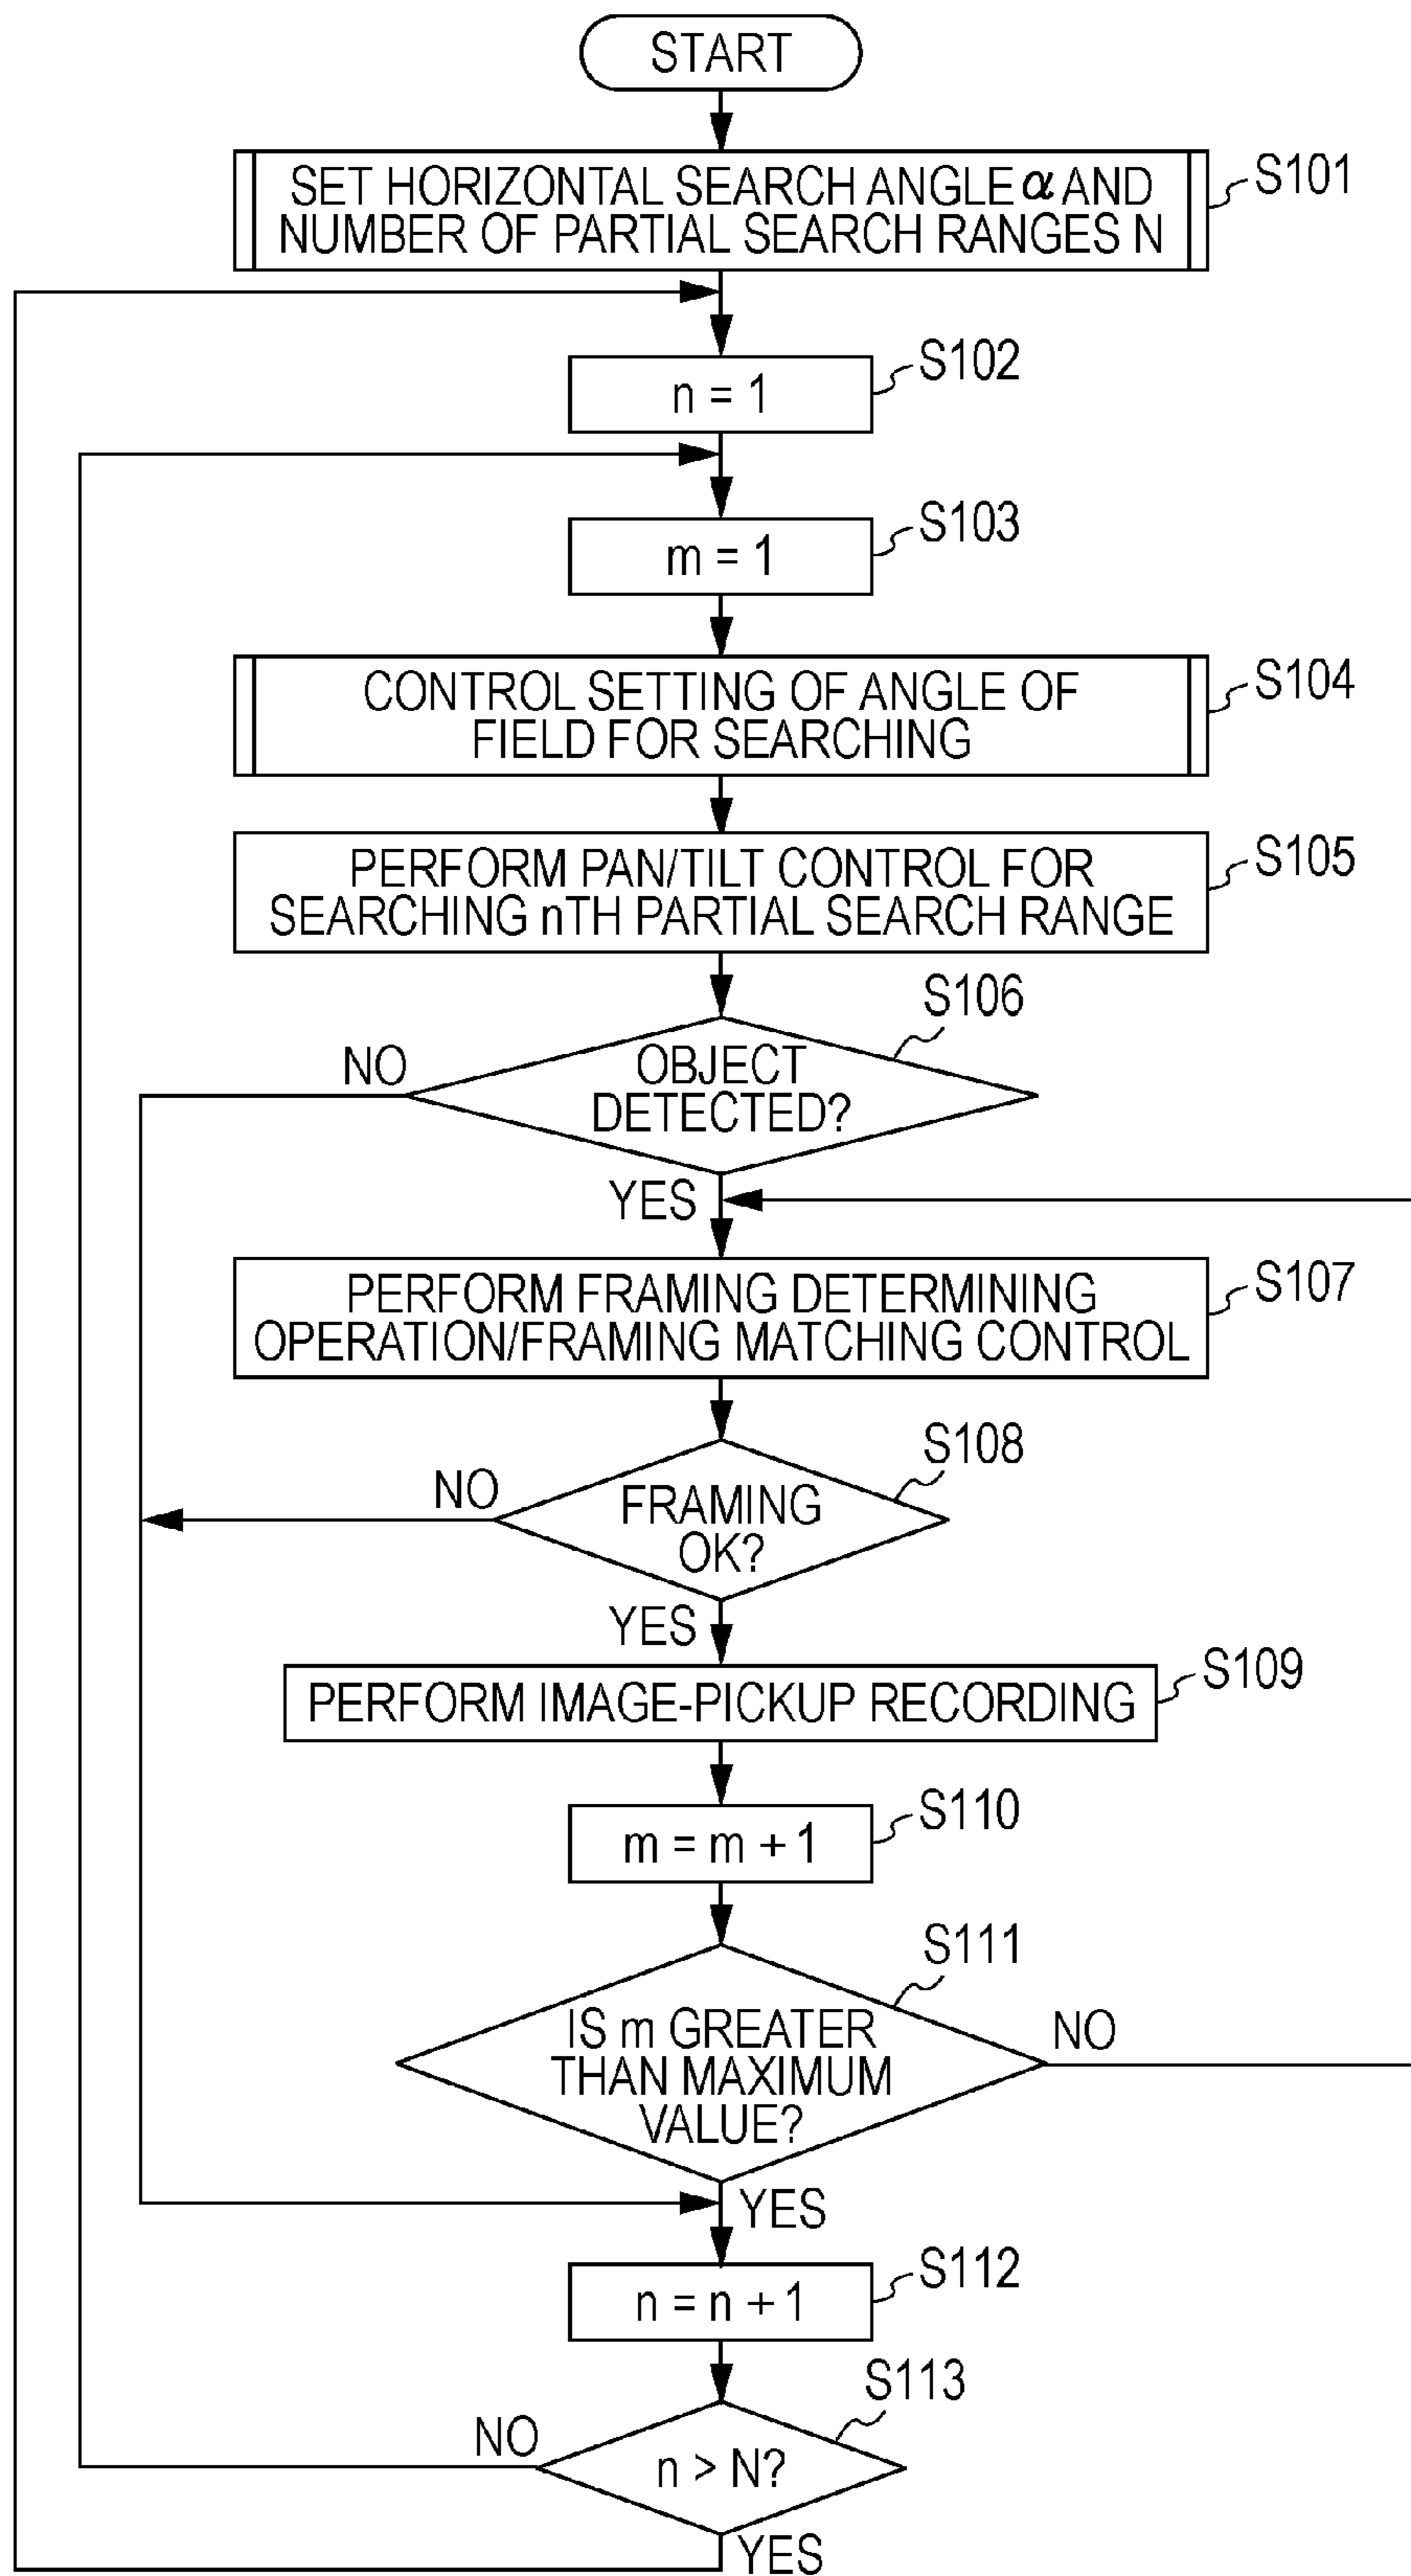 START
SET HORIZONTAL SEARCH ANGLE α AND
NUMBER OF PARTIAL SEARCH RANGES N
S101
n = 1
S102
m = 1
S103
CONTROL SETTING OF ANGLE OF
FIELD FOR SEARCHING
S104
PERFORM PAN/TILT CONTROL FOR
SEARCHING nTH PARTIAL SEARCH RANGE
S105
S106
NO
OBJECT
DETECTED?
YES
PERFORM FRAMING DETERMINING
OPERATION/FRAMING MATCHING CONTROL
S107
S108
NO
FRAMING
OK?
YES
PERFORM IMAGE-PICKUP RECORDING
S109
m = m + 1
S110
S111
IS m GREATER
THAN MAXIMUM
VALUE?
NO
YES
n = n + 1
S112
S113
NO
n > N?
YES